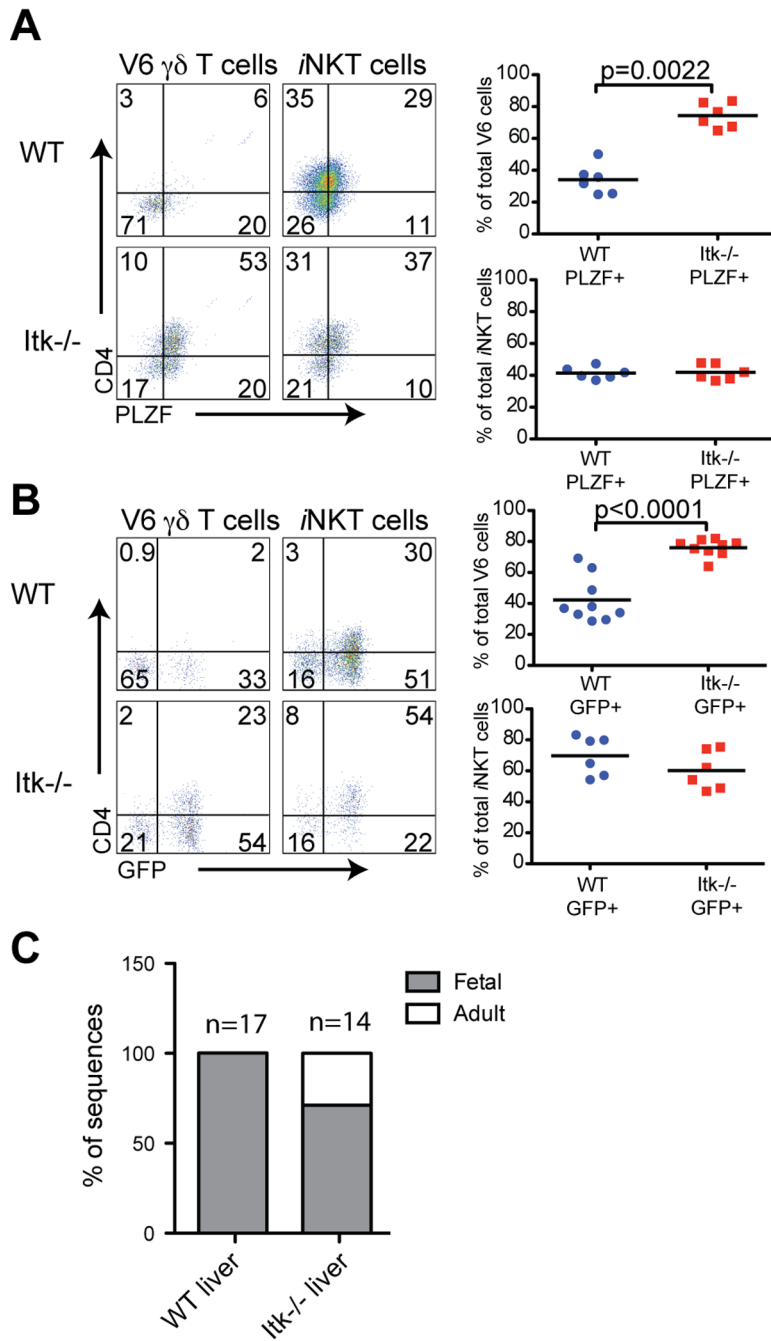 A
V6 γδ T cells
iNKT cells
WT
3 6
71 20
35 29
26 11
Itk-/-
10 53
17 20
31 37
21 10
CD4
PLZF
% of total V6 cells
100
80
60
40
20
0
p=0.0022
WT
PLZF+
Itk-/-
PLZF+
% of total iNKT cells
100
80
60
40
20
0
WT
PLZF+
Itk-/-
PLZF+
B
V6 γδ T cells
iNKT cells
WT
0.9 2
65 33
3 30
16 51
Itk-/-
2 23
21 54
8 54
16 22
CD4
GFP
% of total V6 cells
100
80
60
40
20
0
p<0.0001
WT
GFP+
Itk-/-
GFP+
% of total iNKT cells
100
80
60
40
20
0
WT
GFP+
Itk-/-
GFP+
C
% of sequences
150
100
50
0
n=17
n=14
Fetal
Adult
WT liver
Itk-/- liver